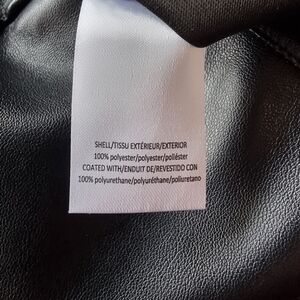 SHELL/TISSU EXTÉRIEUR/EXTERIOR
100% polyester/polyester/poliéster
COATED WITH/ENDUIT DE/REVESTIDO CON
100% polyurethane/polyuréthane/poliuretano